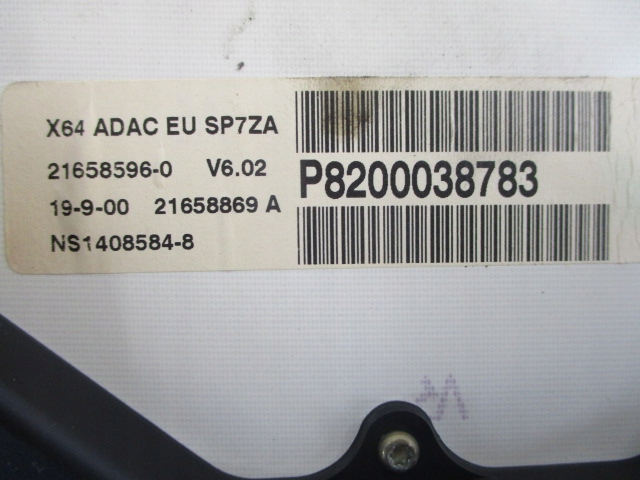 X64 ADAC EU SP7ZA
21658596-0 V6.02
19-9-00 21658869 A
NS1408584-8
P8200038783